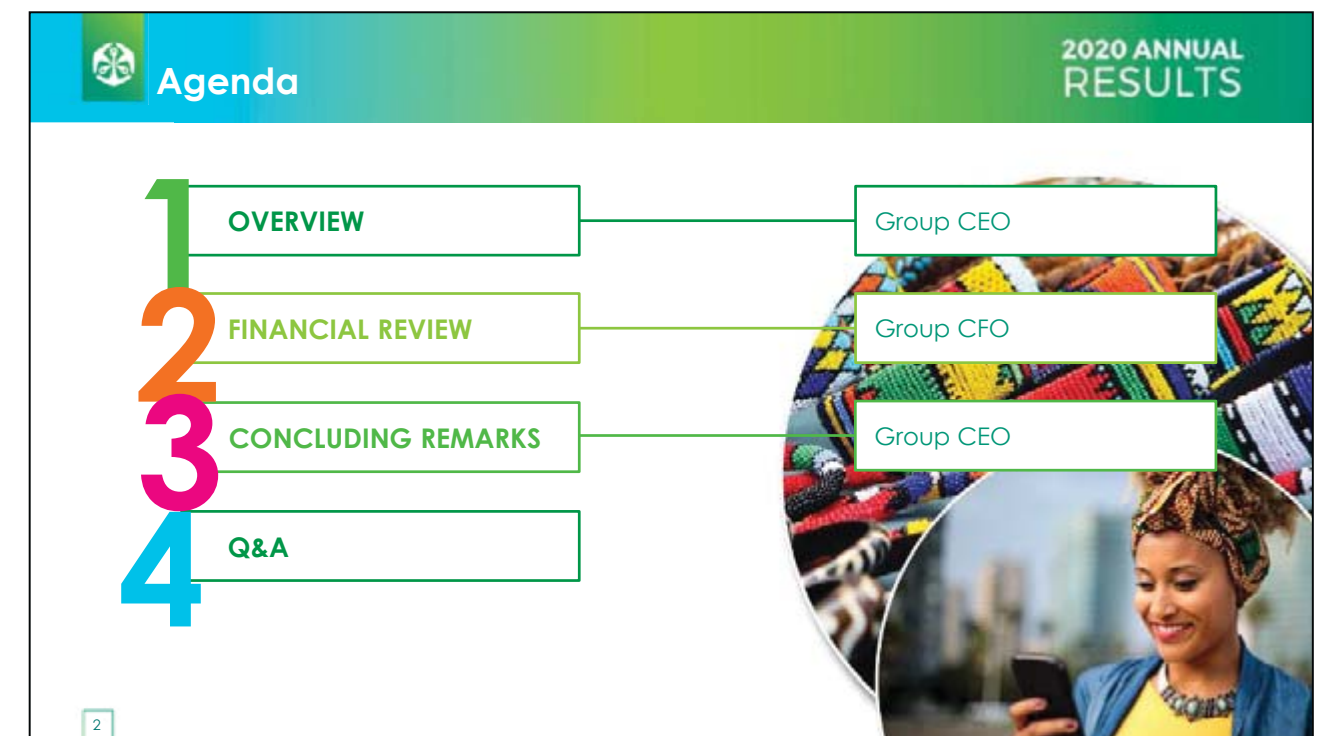 Agenda
2020 ANNUAL
RESULTS
1
OVERVIEW
Group CEO
2
FINANCIAL REVIEW
Group CFO
3
CONCLUDING REMARKS
Group CEO
4
Q&A
2